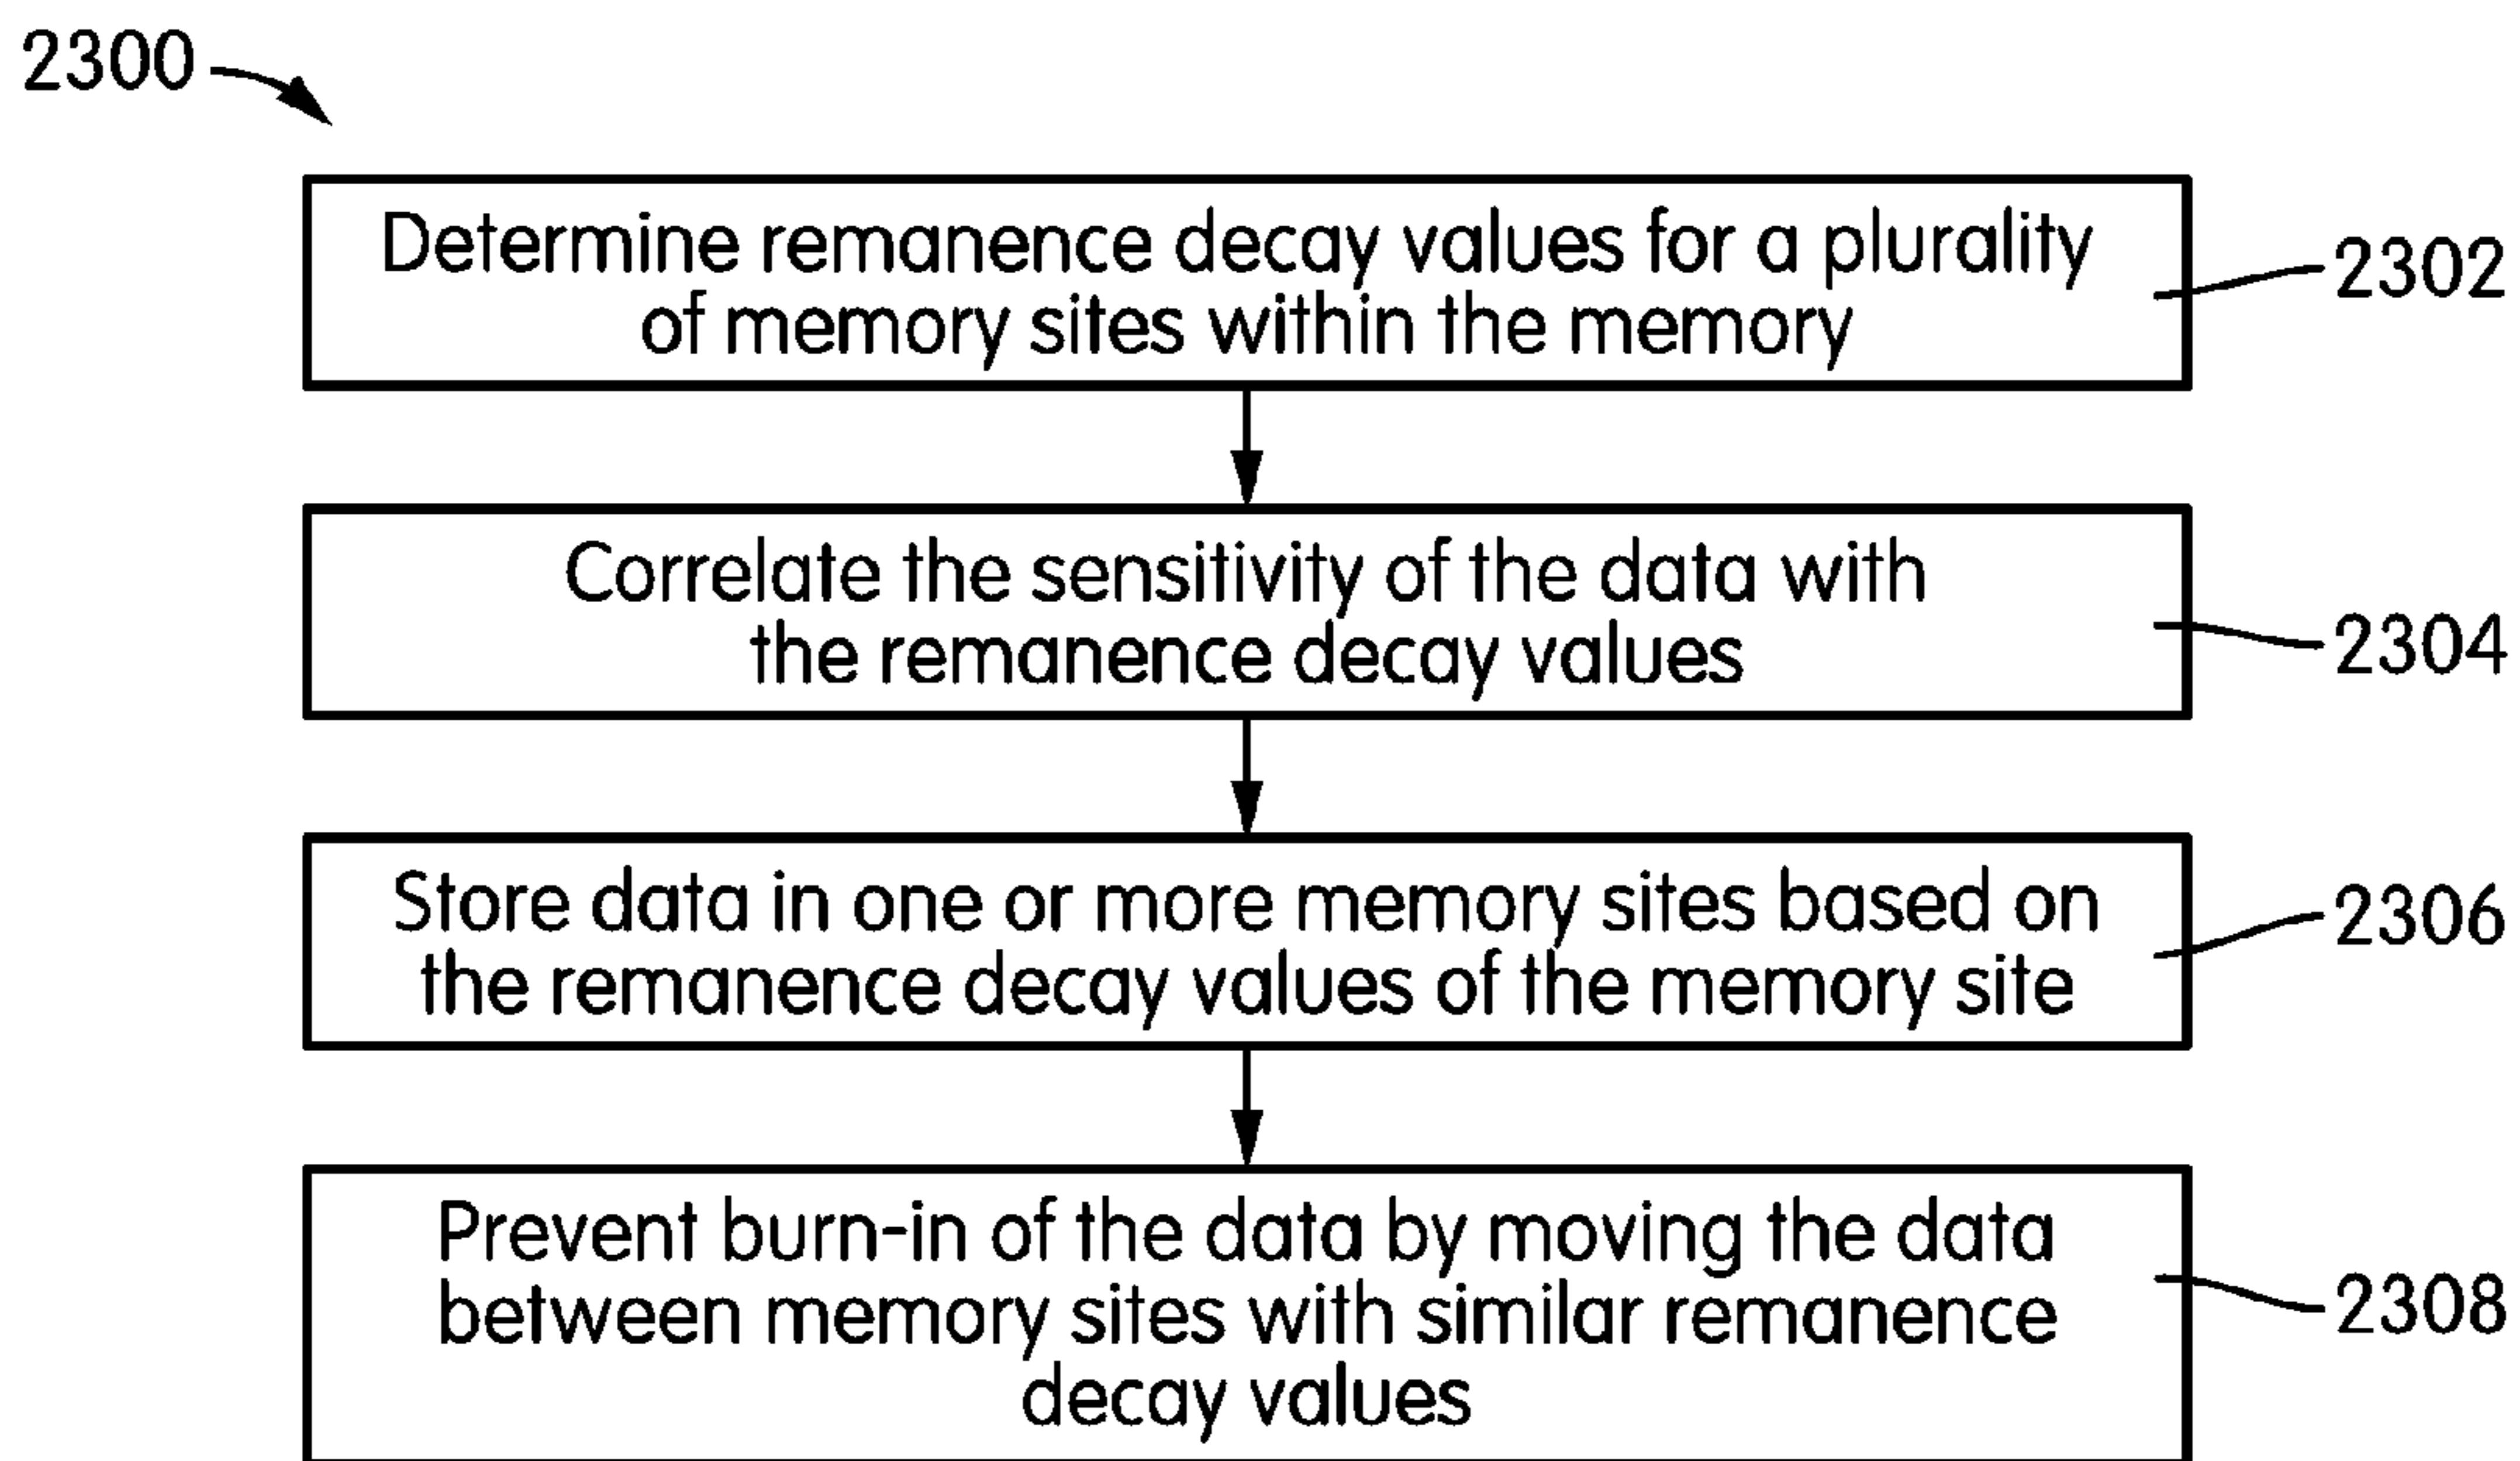 2300
Determine remanence decay values for a plurality
of memory sites within the memory
2302
Correlate the sensitivity of the data with
the remanence decay values
2304
Store data in one or more memory sites based on
the remanence decay values of the memory site
2306
Prevent burn-in of the data by moving the data
between memory sites with similar remanence
decay values
2308